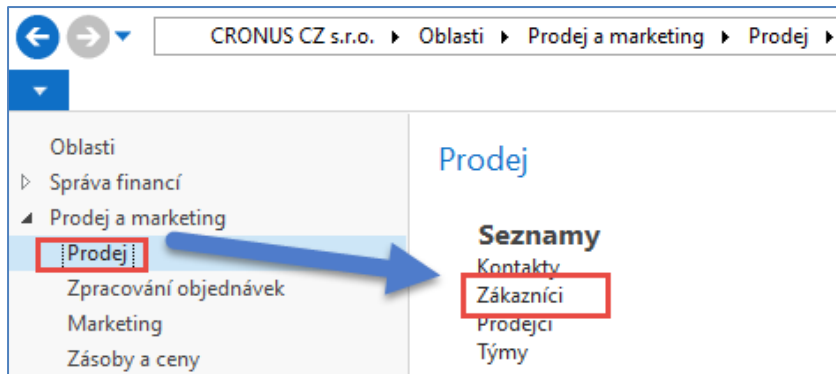 CRONUS CZ s.r.o. ▸ Oblasti ▸ Prodej a marketing ▸ Prodej ▸
Oblasti
Správa financí
Prodej a marketing
Prodej
Zpracování objednávek
Marketing
Zásoby a ceny
Prodej
Seznamy
Kontakty
Zákazníci
Prodejci
Týmy